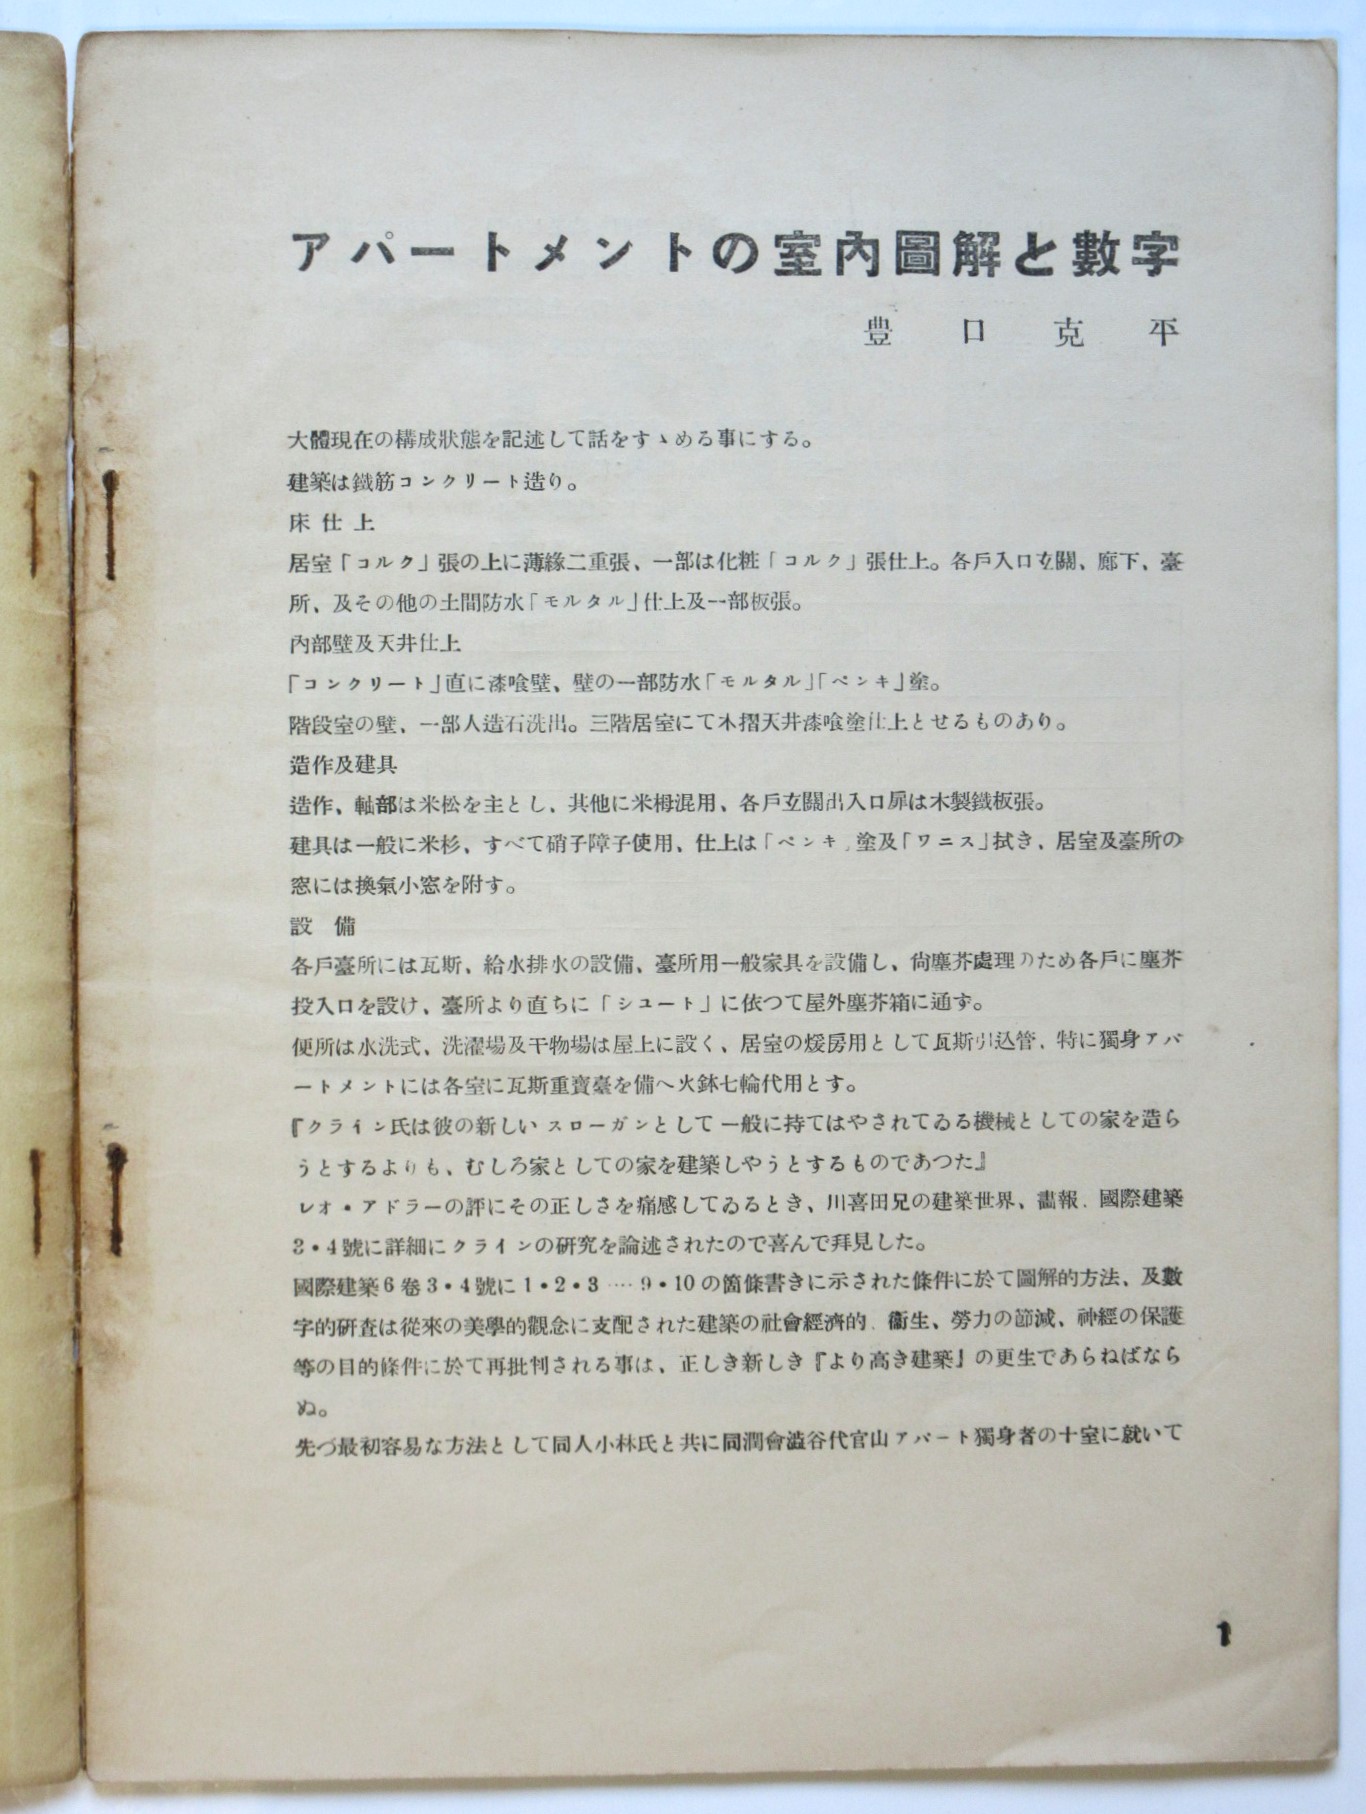 アパートメントの室內圖解と數字
豊口克平
大體現在の構成狀態を記述して話をすゝめる事にする。
建築は鐵筋コンクリート造り。
床仕上
居室「コルク」張の上に薄緣二重張、一部は化粧「コルク」張仕上。各戶入口玄關、廊下、臺
所、及その他の土間防水「モルタル」仕上及一部板張。
內部壁及天井仕上
「コンクリート」直に漆喰壁、壁の一部防水「モルタル」「ペンキ」塗。
階段室の壁、一部人造石洗出。三階居室にて木摺天井漆喰塗仕上とせるものあり。
造作及建具
造作、軸部は米松を主とし、其他に米栂混用、各戶玄關出入口扉は木製鐵板張。
建具は一般に米杉、すべて硝子障子使用、仕上は「ペンキ」塗及「ワニス」拭き、居室及臺所の
窓には換氣小窓を附す。
設備
各戶臺所には瓦斯、給水排水の設備、臺所用一般家具を設備し、尙塵芥處理のため各戶に塵芥
投入口を設け、臺所より直ちに「シユート」に依つて屋外塵芥箱に通ず。
便所は水洗式、洗濯場及干物場は屋上に設く、居室の煖房用として瓦斯引込管、特に獨身アパ
ートメントには各室に瓦斯重寶臺を備へ火鉢七輪代用とす。
『クライン氏は彼の新しいスローガンとして一般に持てはやされてゐる機械としての家を造ら
うとするよりも、むしろ家としての家を建築しやうとするものであつた』
レオ・アドラーの評にその正しさを痛感してゐるとき、川喜田兄の建築世界、畵報、國際建築
3・4號に詳細にクラインの硏究を論述されたので喜んで拜見した。
國際建築6卷3・4號に1・2・3……9・10の箇條書きに示された條件に於て圖解的方法、及數
字的硏査は從來の美學的觀念に支配された建築の社會經濟的、衞生、勞力の節減、神經の保護
等の目的條件に於て再批判される事は、正しき新しき『より高き建築』の更生であらねばなら
ぬ。
先づ最初容易な方法として同人小林氏と共に同潤會澁谷代官山アパート獨身者の十室に就いて
1